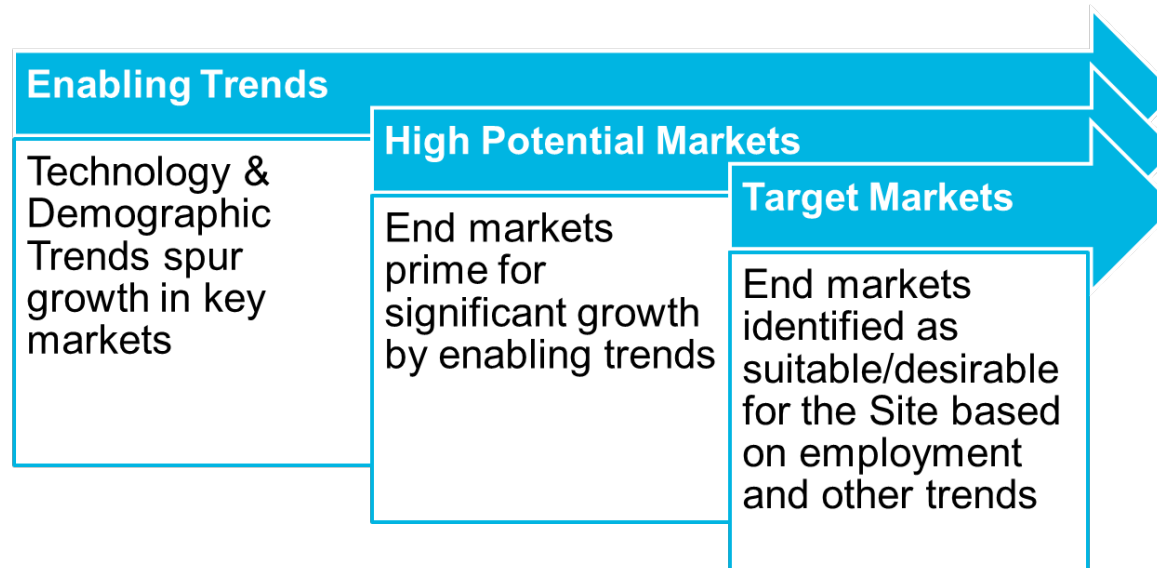 Enabling Trends
Technology &
Demographic
Trends spur
growth in key
markets
High Potential Markets
End markets
prime for
significant growth
by enabling trends
Target Markets
End markets
identified as
suitable/desirable
for the Site based
on employment
and other trends